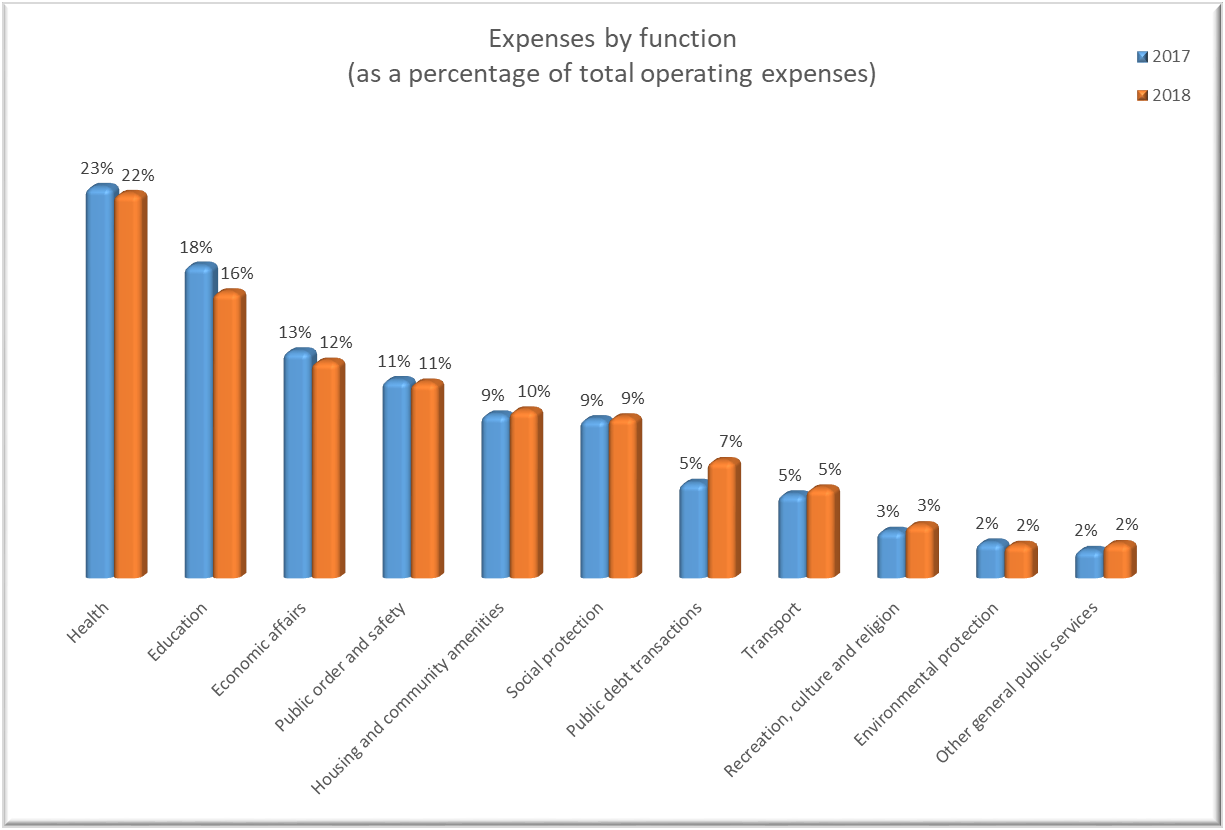 Expenses by function
(as a percentage of total operating expenses)
2017
2018
23%
22%
18%
16%
13%
12%
11%
11%
9%
10%
9%
9%
5%
7%
5%
5%
3%
3%
2%
2%
2%
2%
Health
Education
Economic affairs
Public order and safety
Housing and community amenities
Social protection
Public debt transactions
Transport
Recreation, culture and religion
Environmental protection
Other general public services